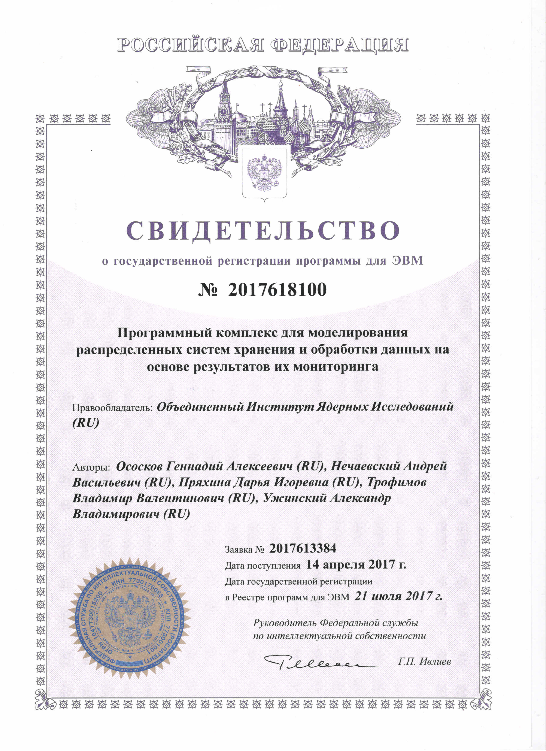 РОССИЙСКАЯ ФЕДЕРАЦИЯ
СВИДЕТЕЛЬСТВО
о государственной регистрации программы для ЭВМ
№ 2017618100
Программный комплекс для моделирования
распределенных систем хранения и обработки данных на
основе результатов их мониторинга
Правообладатель: Объединенный Институт Ядерных Исследований
(RU)
Авторы: Ососков Геннадий Алексеевич (RU), Нечаевский Андрей
Васильевич (RU), Пряхина Дарья Игоревна (RU), Трофимов
Владимир Валентинович (RU), Ужинский Александр
Владимирович (RU)
Заявка № 2017613384
Дата поступления 14 апреля 2017 г.
Дата государственной регистрации
в Реестре программ для ЭВМ 21 июля 2017 г.
Руководитель Федеральной службы
по интеллектуальной собственности
Г.П. Ивлиев